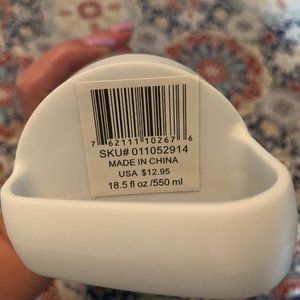 7 62111 10267 6
SKU# 011052914
MADE IN CHINA
USA $12.95
18.5 fl oz /550 ml